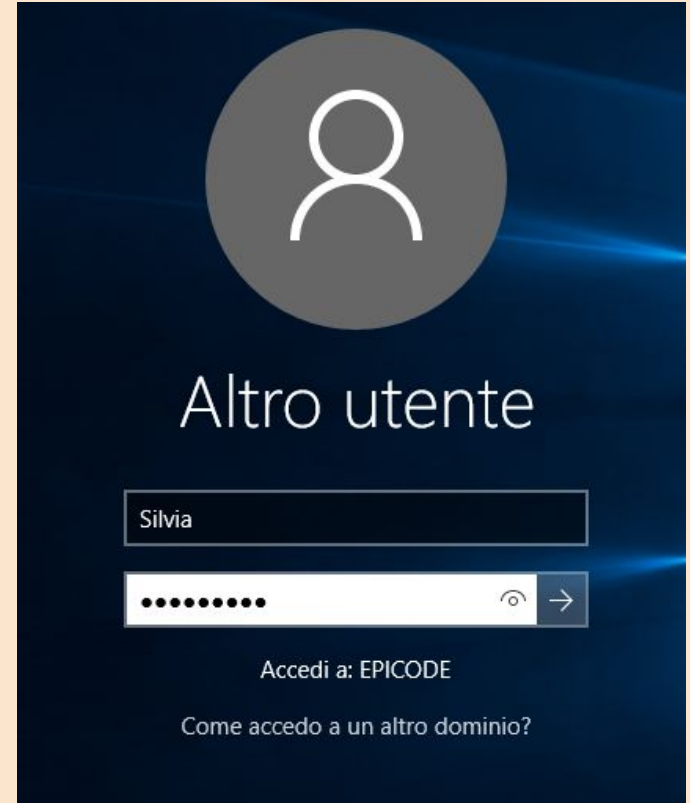 Altro utente
Silvia
•••••••••
Accedi a: EPICODE
Come accedo a un altro dominio?